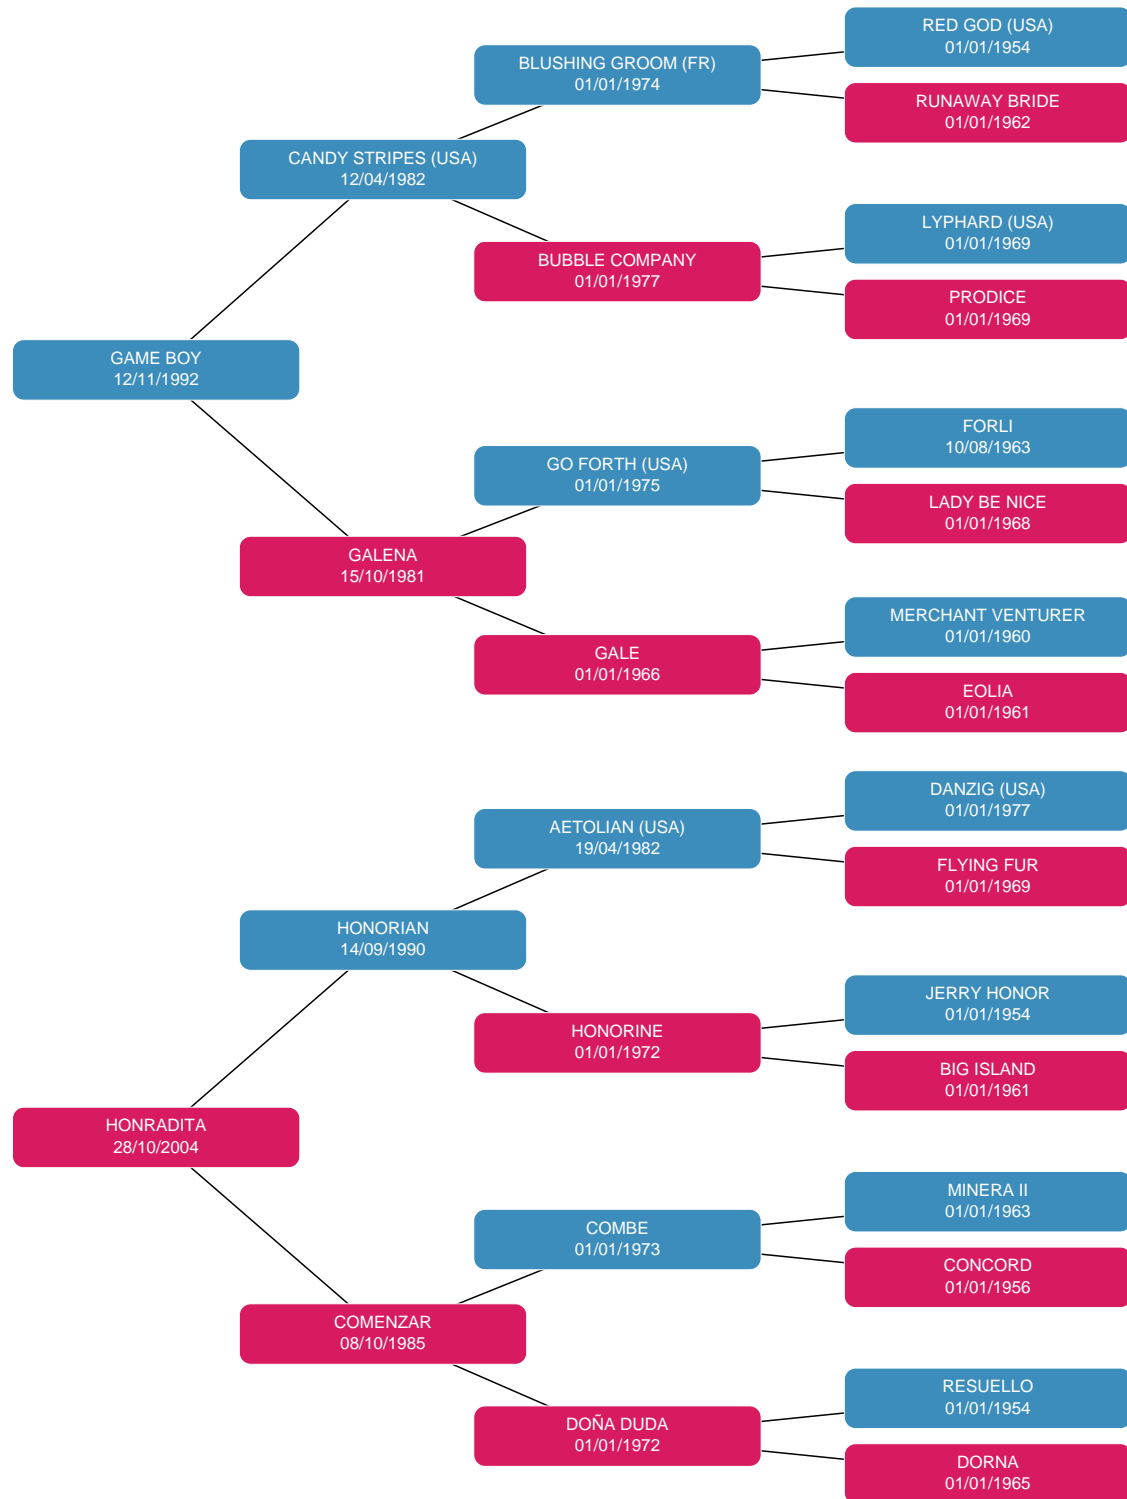 RED GOD (USA)
01/01/1954
BLUSHING GROOM (FR)
01/01/1974
RUNAWAY BRIDE
01/01/1962
CANDY STRIPES (USA)
12/04/1982
LYPHARD (USA)
01/01/1969
BUBBLE COMPANY
01/01/1977
PRODICE
01/01/1969
GAME BOY
12/11/1992
FORLI
10/08/1963
GO FORTH (USA)
01/01/1975
LADY BE NICE
01/01/1968
GALENA
15/10/1981
MERCHANT VENTURER
01/01/1960
GALE
01/01/1966
EOLIA
01/01/1961
DANZIG (USA)
01/01/1977
AETOLIAN (USA)
19/04/1982
FLYING FUR
01/01/1969
HONORIAN
14/09/1990
JERRY HONOR
01/01/1954
HONORINE
01/01/1972
BIG ISLAND
01/01/1961
HONRADITA
28/10/2004
MINERA II
01/01/1963
COMBE
01/01/1973
CONCORD
01/01/1956
COMENZAR
08/10/1985
RESUELLO
01/01/1954
DOÑA DUDA
01/01/1972
DORNA
01/01/1965